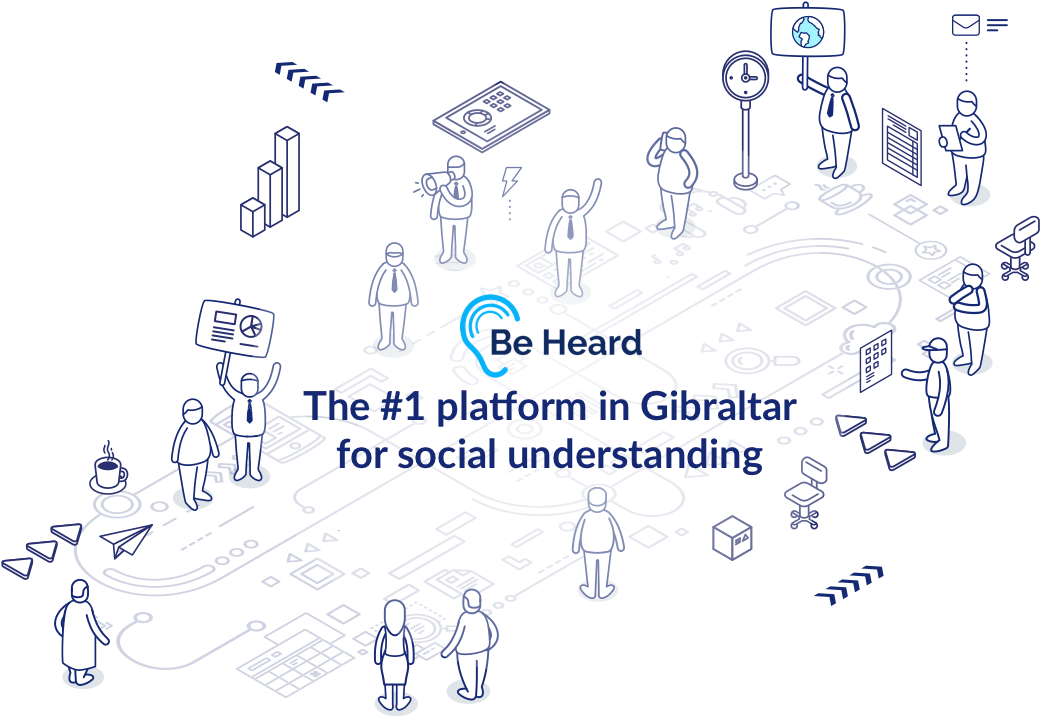 Be Heard
The #1 platform in Gibraltar
for social understanding